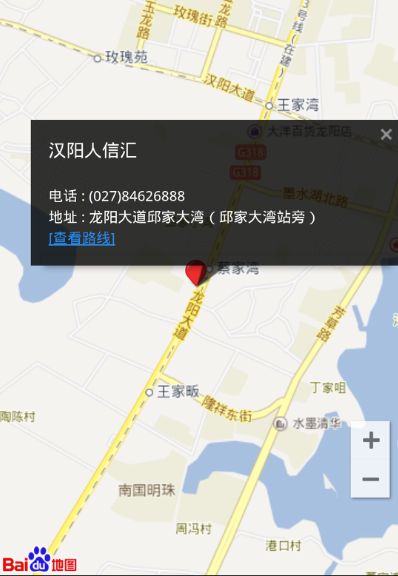 3号线(在建)
玫瑰街
龙路
玉龙路
玫瑰苑
汉阳大道
王家湾
大洋百货龙阳店
汉阳人信汇
G318
G318
墨水湖北路
电话 : (027)84626888
地址 : 龙阳大道邱家大湾 ( 邱家大湾站旁 )
[查看路线]
蔡家湾
龙阳大道
芳草路
丁家咀
王家畈
隆祥东街
陶陈村
水墨清华
+
−
南国明珠
周冯村
港口村
Bai du 地图